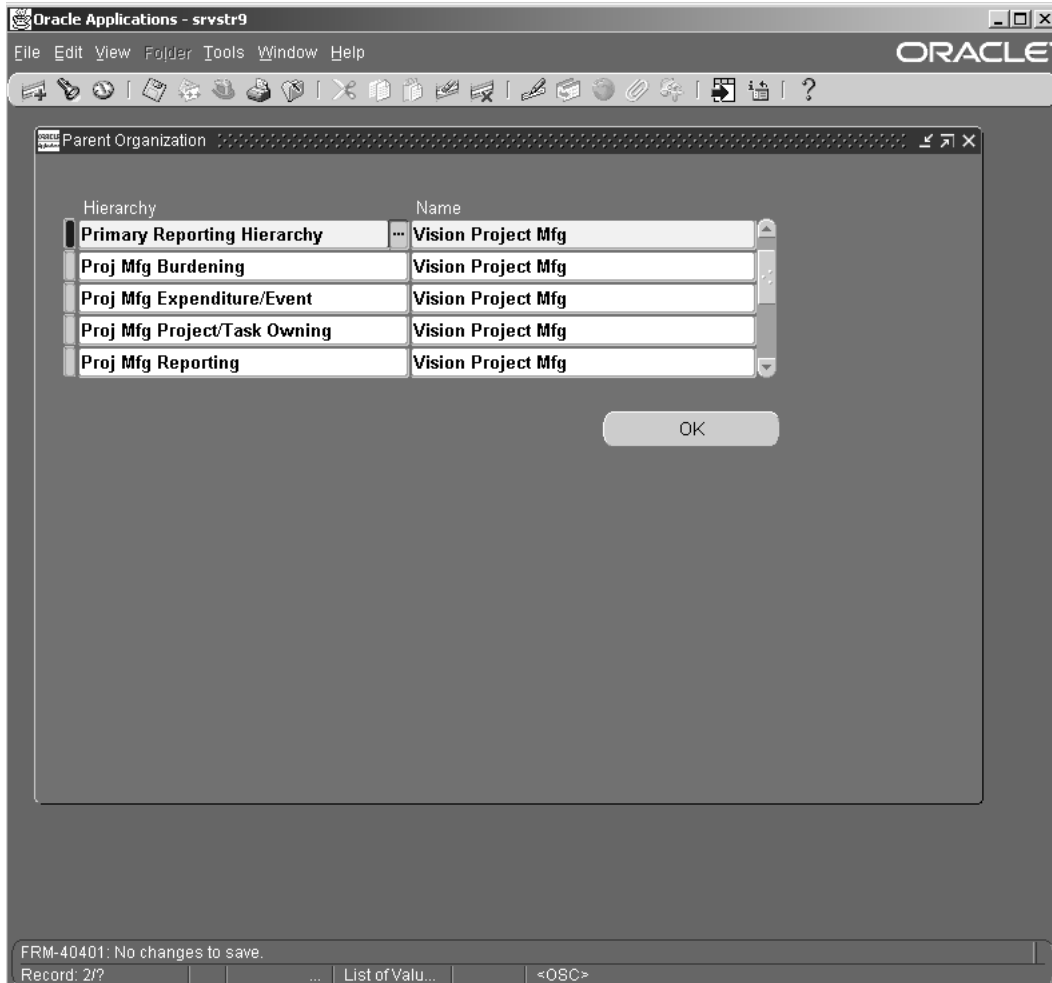 Oracle Applications - srvstr9
File Edit View Folder Tools Window Help
ORACLE
Parent Organization
Hierarchy Name
Primary Reporting Hierarchy ... Vision Project Mfg
Proj Mfg Burdening Vision Project Mfg
Proj Mfg Expenditure/Event Vision Project Mfg
Proj Mfg Project/Task Owning Vision Project Mfg
Proj Mfg Reporting Vision Project Mfg
OK
FRM-40401: No changes to save.
Record: 2/? ... List of Valu... <OSC>